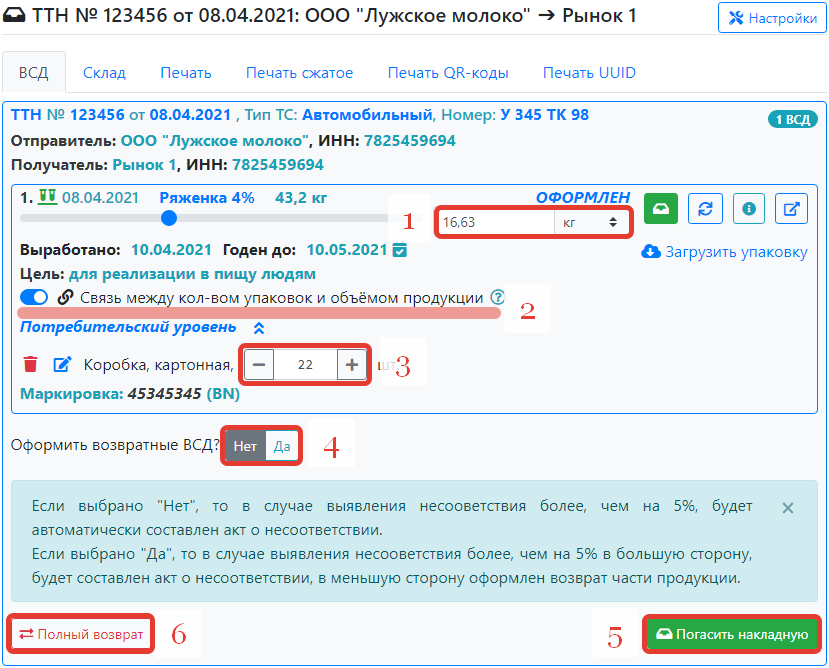 ТТН № 123456 от 08.04.2021: ООО "Лужское молоко" → Рынок 1
Настройки
ВСД Склад Печать Печать сжатое Печать QR-коды Печать UUID
ТТН № 123456 от 08.04.2021 , Тип ТС: Автомобильный, Номер: У 345 ТК 98
1 ВСД
Отправитель: ООО "Лужское молоко", ИНН: 7825459694
Получатель: Рынок 1, ИНН: 7825459694
1. 08.04.2021 Ряженка 4% 43,2 кг ОФОРМЛЕН
1 16,63 кг
Выработано: 10.04.2021 Годен до: 10.05.2021
Загрузить упаковку
Цель: для реализации в пищу людям
Связь между кол-вом упаковок и объёмом продукции ?
2
Потребительский уровень
Коробка, картонная, − 22 + 3
Маркировка: 45345345 (BN)
Оформить возвратные ВСД? Нет Да 4
Если выбрано "Нет", то в случае выявления несооветствия более, чем на 5%, будет
автоматически составлен акт о несоответствии.
Если выбрано "Да", то в случае выявления несооветствия более, чем на 5% в большую сторону,
будет составлен акт о несоответствии, в меньшую сторону оформлен возврат части продукции.
Полный возврат 6 5 Погасить накладную